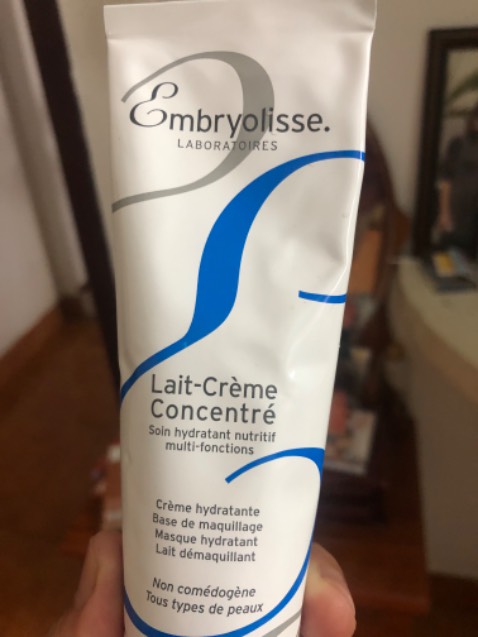 Embryolisse.
LABORATOIRES
Lait-Crème
Concentré
Soin hydratant nutritif
multi-fonctions
Crème hydratante
Base de maquillage
Masque hydratant
Lait démaquillant
Non comédogène
Tous types de peaux